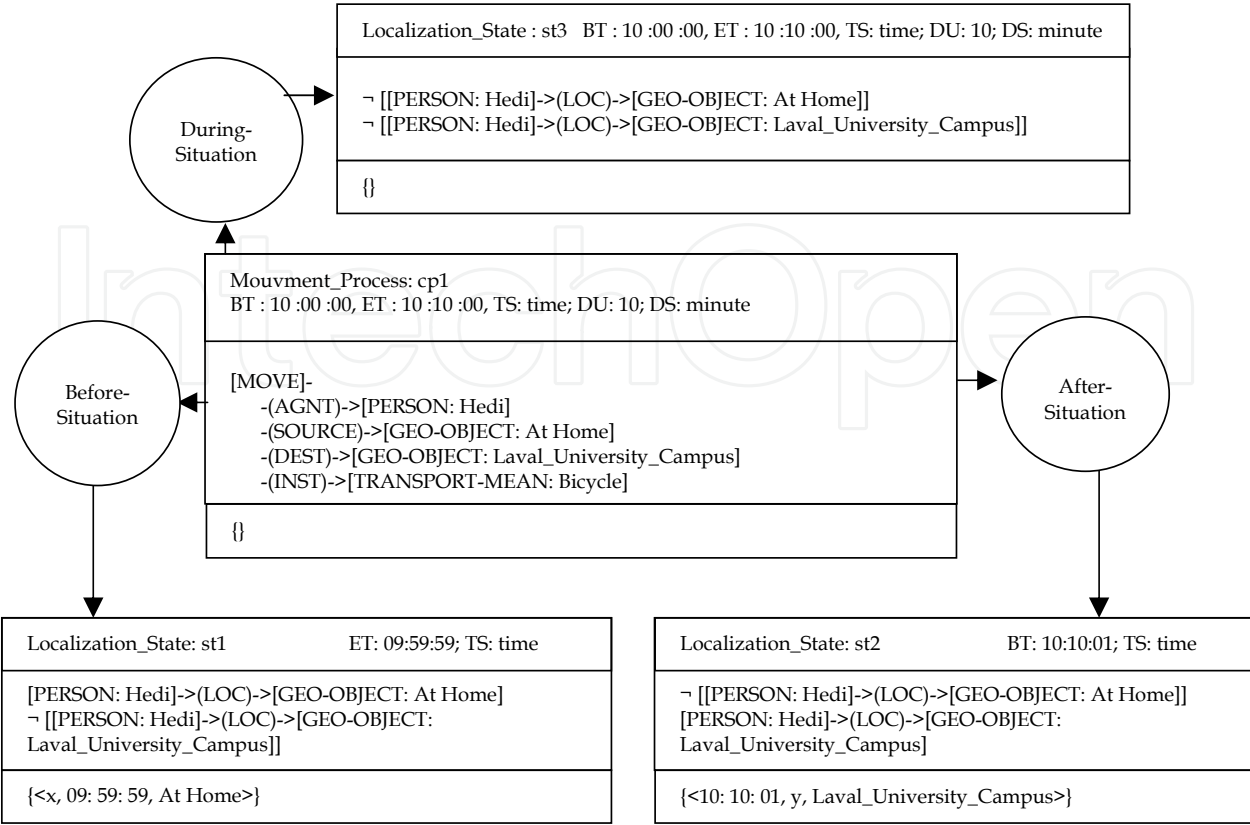 Localization_State : st3 BT : 10 :00 :00, ET : 10 :10 :00, TS: time; DU: 10; DS: minute
¬ [[PERSON: Hedi]->(LOC)->[GEO-OBJECT: At Home]]
¬ [[PERSON: Hedi]->(LOC)->[GEO-OBJECT: Laval_University_Campus]]
{}
During-
Situation
Mouvment_Process: cp1
BT : 10 :00 :00, ET : 10 :10 :00, TS: time; DU: 10; DS: minute
[MOVE]-
-(AGNT)->[PERSON: Hedi]
-(SOURCE)->[GEO-OBJECT: At Home]
-(DEST)->[GEO-OBJECT: Laval_University_Campus]
-(INST)->[TRANSPORT-MEAN: Bicycle]
{}
Before-
Situation
After-
Situation
Localization_State: st1 ET: 09:59:59; TS: time
[PERSON: Hedi]->(LOC)->[GEO-OBJECT: At Home]
¬ [[PERSON: Hedi]->(LOC)->[GEO-OBJECT:
Laval_University_Campus]]
{<x, 09: 59: 59, At Home>}
Localization_State: st2 BT: 10:10:01; TS: time
¬ [[PERSON: Hedi]->(LOC)->[GEO-OBJECT: At Home]]
[PERSON: Hedi]->(LOC)->[GEO-OBJECT:
Laval_University_Campus]
{<10: 10: 01, y, Laval_University_Campus>}
IntechOpen